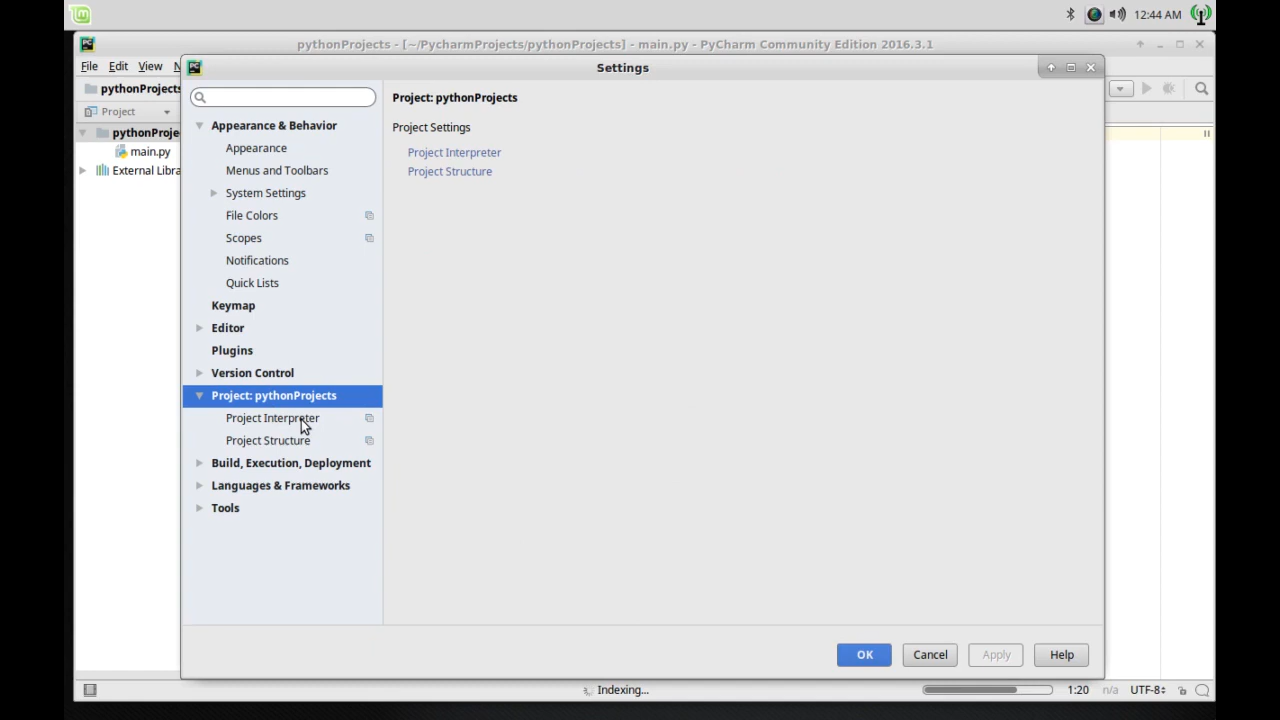 12:44 AM
pythonProjects - [~/PycharmProjects/pythonProjects] - main.py - PyCharm Community Edition 2016.3.1
File Edit View N
Settings
pythonProjects
Project
pythonProje
main.py
External Libra
Appearance & Behavior
Appearance
Menus and Toolbars
System Settings
File Colors
Scopes
Notifications
Quick Lists
Keymap
Editor
Plugins
Version Control
Project: pythonProjects
Project Interpreter
Project Structure
Build, Execution, Deployment
Languages & Frameworks
Tools
Project: pythonProjects
Project Settings
Project Interpreter
Project Structure
OK Cancel Apply Help
Indexing... 1:20 n/a UTF-8